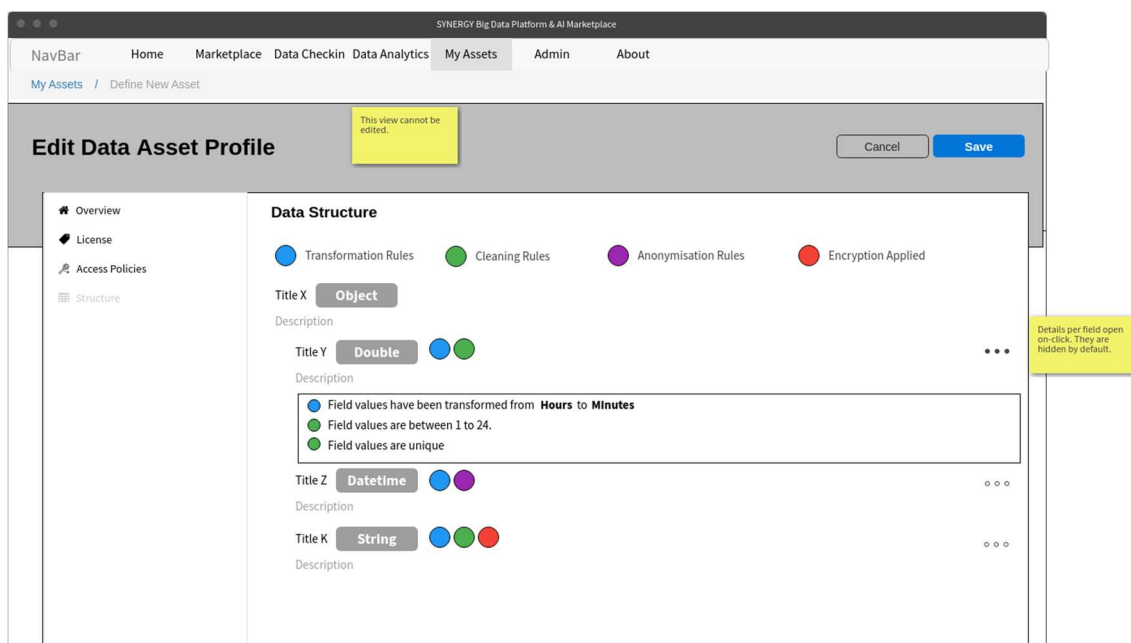 SYNERGY Big Data Platform & AI Marketplace
NavBar Home Marketplace Data Checkin Data Analytics My Assets Admin About
My Assets / Define New Asset
This view cannot be
edited.
Edit Data Asset Profile
Cancel Save
Overview
License
Access Policies
Structure
Data Structure
Transformation Rules Cleaning Rules Anonymisation Rules Encryption Applied
Title X Object
Description
Title Y Double
Description
Details per field open
on-click. They are
hidden by default.
Field values have been transformed from Hours to MInutes
Field values are between 1 to 24.
Field values are unique
Title Z Datetime
Description
Title K String
Description